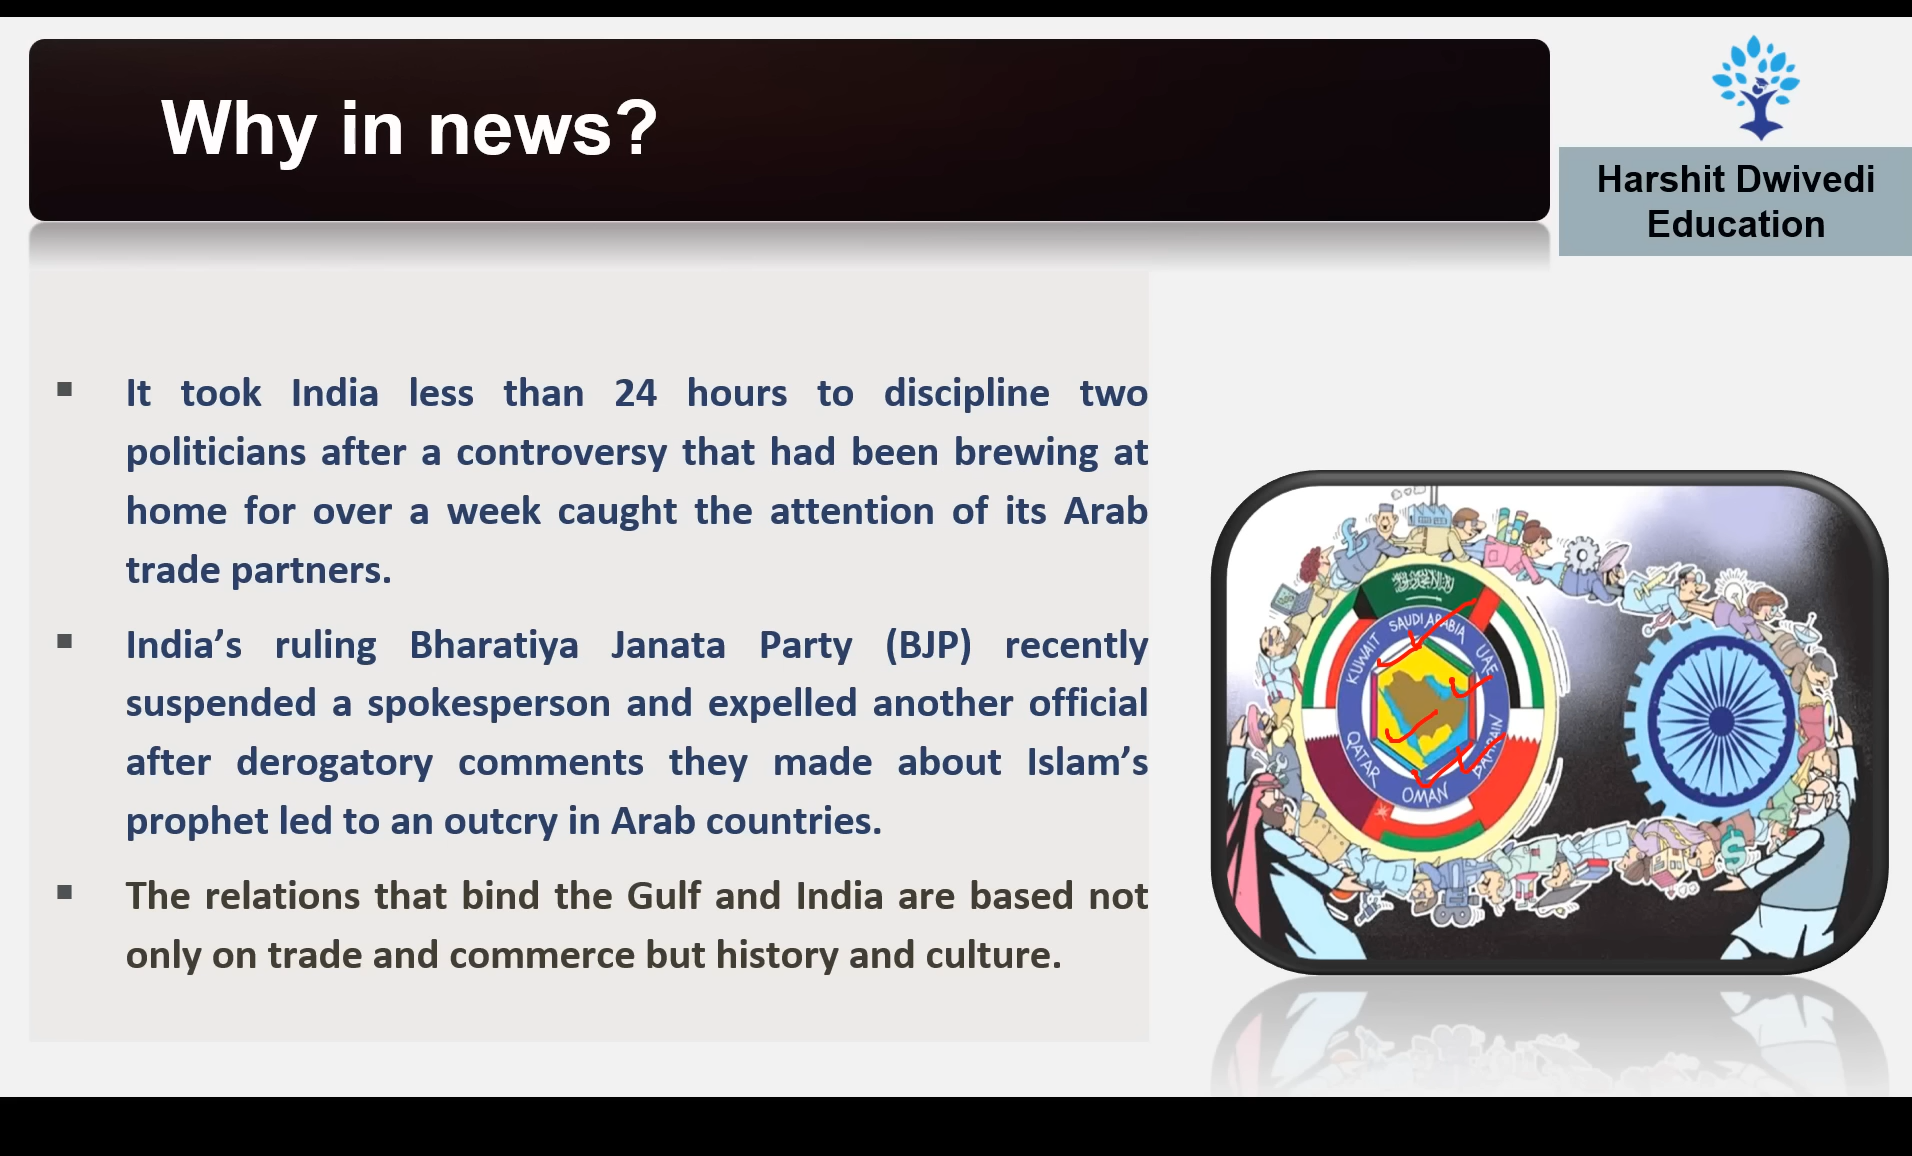 Why in news?
Harshit Dwivedi
Education
▪ It took India less than 24 hours to discipline two
politicians after a controversy that had been brewing at
home for over a week caught the attention of its Arab
trade partners.
▪ India’s ruling Bharatiya Janata Party (BJP) recently
suspended a spokesperson and expelled another official
after derogatory comments they made about Islam’s
prophet led to an outcry in Arab countries.
▪ The relations that bind the Gulf and India are based not
only on trade and commerce but history and culture.
SAUDI ARABIA
KUWAIT
UAE
QATAR
BAHRAIN
OMAN